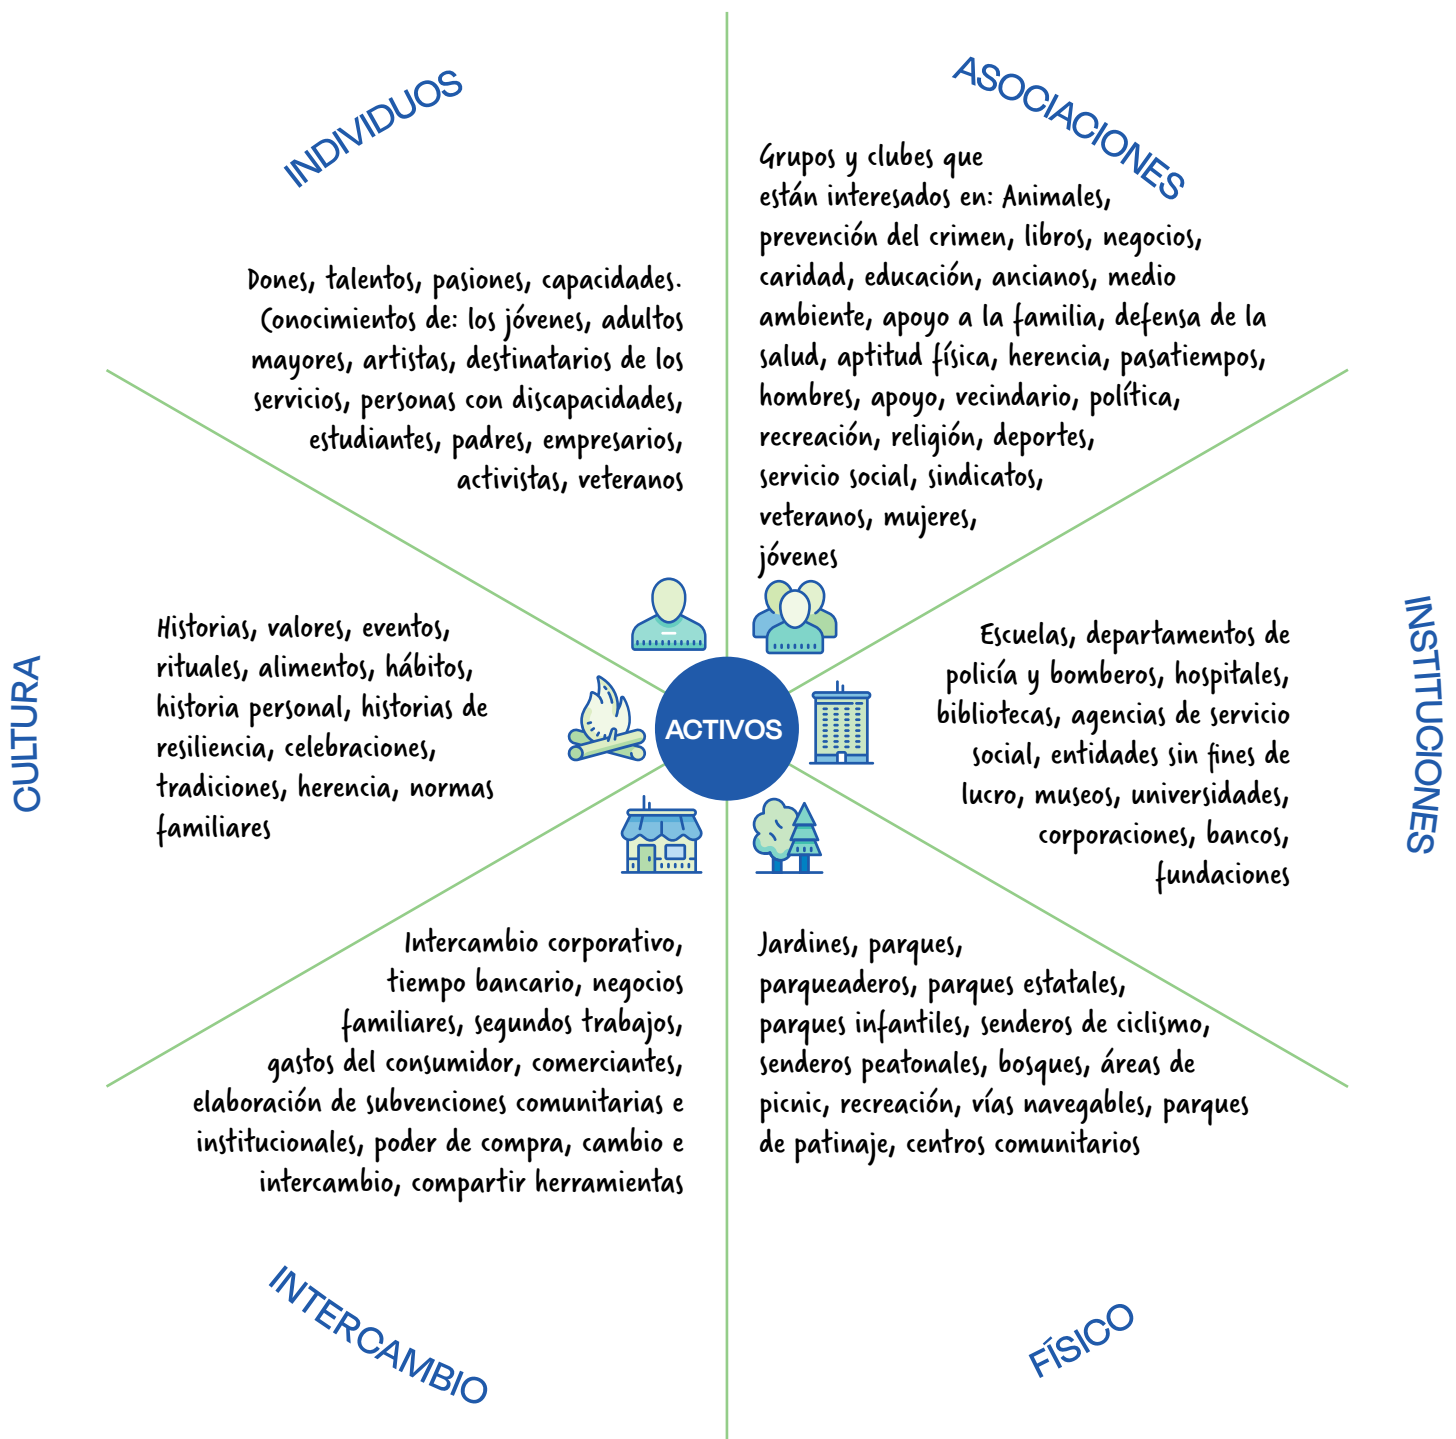 INDIVIDUOS
Dones, talentos, pasiones, capacidades.
Conocimientos de: los jóvenes, adultos
mayores, artistas, destinatarios de los
servicios, personas con discapacidades,
estudiantes, padres, empresarios,
activistas, veteranos
ASOCIACIONES
Grupos y clubes que
están interesados en: Animales,
prevención del crimen, libros, negocios,
caridad, educación, ancianos, medio
ambiente, apoyo a la familia, defensa de la
salud, aptitud física, herencia, pasatiempos,
hombres, apoyo, vecindario, política,
recreación, religión, deportes,
servicio social, sindicatos,
veteranos, mujeres,
jóvenes
CULTURA
Historias, valores, eventos,
rituales, alimentos, hábitos,
historia personal, historias de
resiliencia, celebraciones,
tradiciones, herencia, normas
familiares
ACTIVOS
INSTITUCIONES
Escuelas, departamentos de
policía y bomberos, hospitales,
bibliotecas, agencias de servicio
social, entidades sin fines de
lucro, museos, universidades,
corporaciones, bancos,
fundaciones
INTERCAMBIO
Intercambio corporativo,
tiempo bancario, negocios
familiares, segundos trabajos,
gastos del consumidor, comerciantes,
elaboración de subvenciones comunitarias e
institucionales, poder de compra, cambio e
intercambio, compartir herramientas
FÍSICO
Jardines, parques,
parqueaderos, parques estatales,
parques infantiles, senderos de ciclismo,
senderos peatonales, bosques, áreas de
picnic, recreación, vías navegables, parques
de patinaje, centros comunitarios